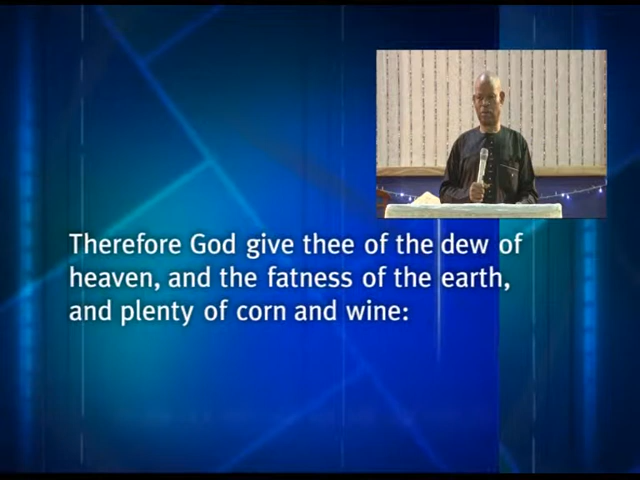 Therefore God give thee of the dew of
heaven, and the fatness of the earth,
and plenty of corn and wine: